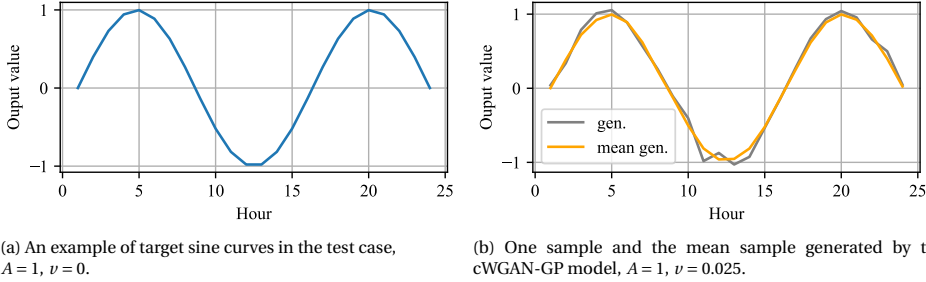 1
0
−1
Ouput value
0 5 10 15 20 25
Hour
(a) An example of target sine curves in the test case,
A = 1, v = 0.
1
0
−1
Ouput value
gen.
mean gen.
0 5 10 15 20 25
Hour
(b) One sample and the mean sample generated by t
cWGAN-GP model, A = 1, v = 0.025.